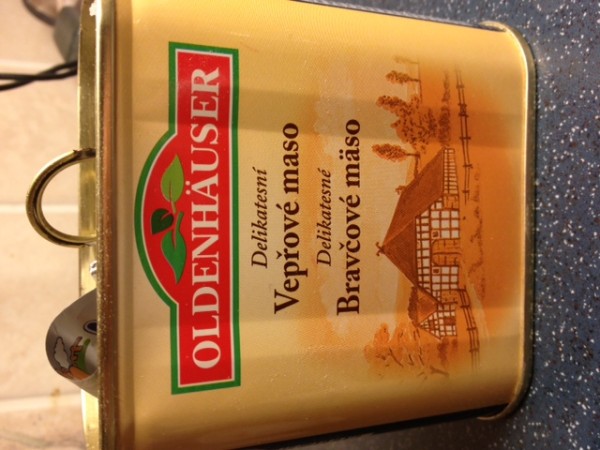 OLDENHÄUSER
Delikatesní
Vepřové maso
Delikatesné
Bravčové mäso